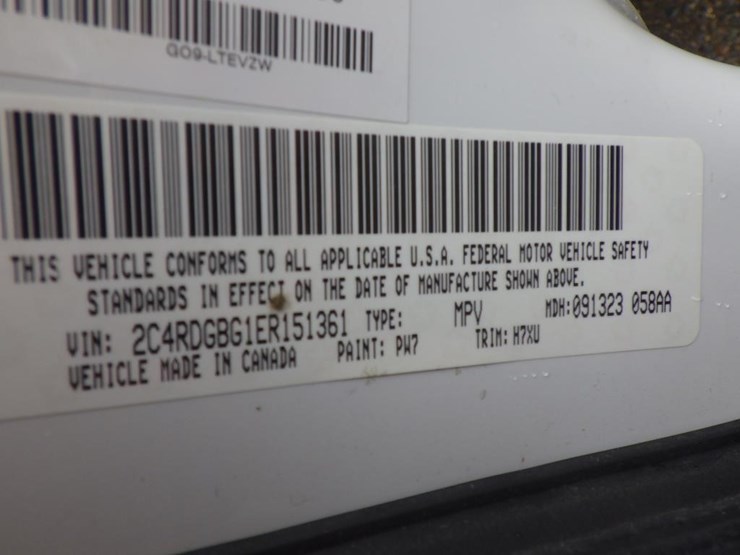 GO9-LTEVZW
THIS VEHICLE CONFORMS TO ALL APPLICABLE U.S.A. FEDERAL MOTOR VEHICLE SAFETY
STANDARDS IN EFFECT ON THE DATE OF MANUFACTURE SHOWN ABOVE.
VIN: 2C4RDGBG1ER151361 TYPE: MPV MDH:091323 058AA
VEHICLE MADE IN CANADA PAINT: PW7 TRIM: H7XU